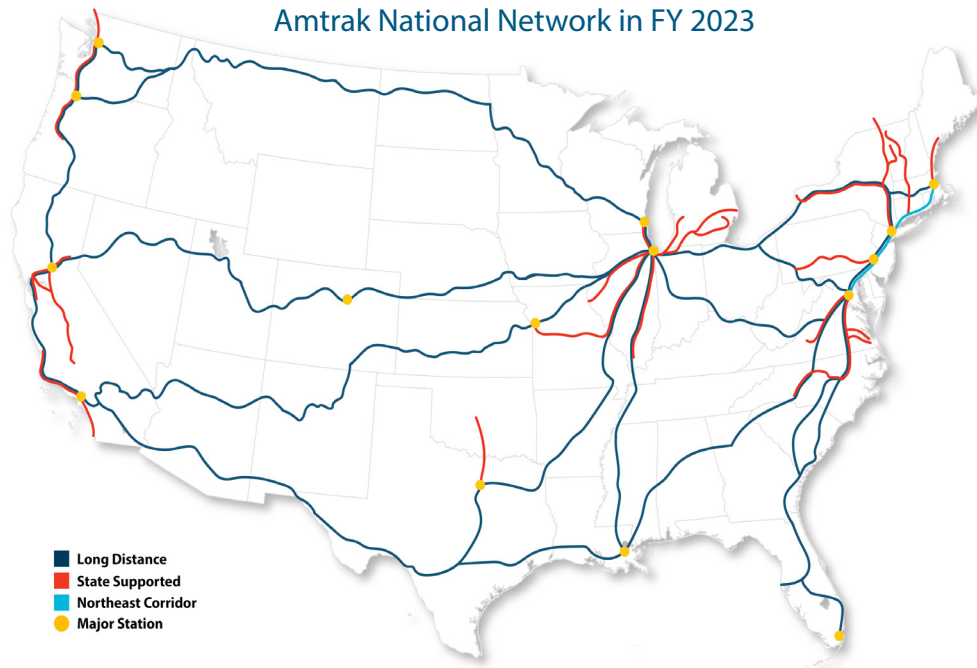 Amtrak National Network in FY 2023
Long Distance
State Supported
Northeast Corridor
Major Station